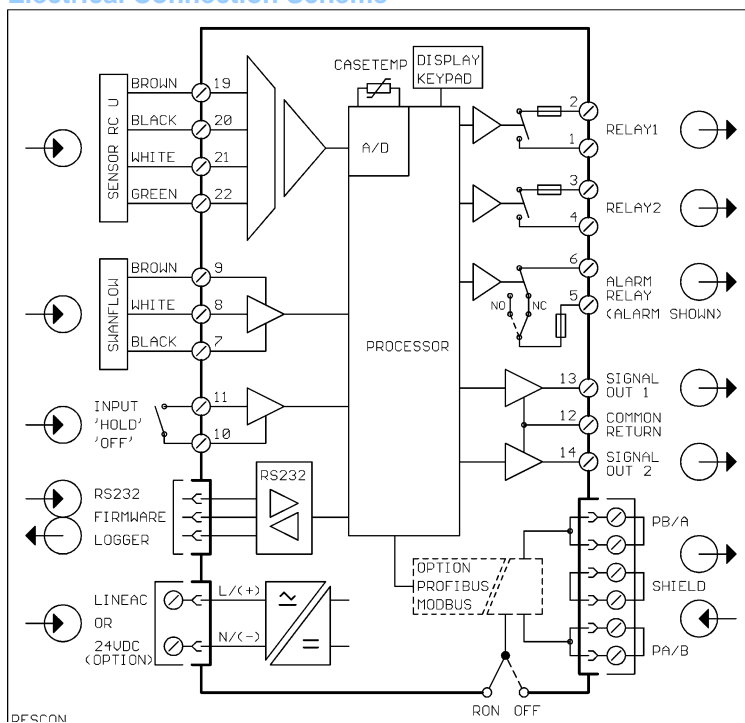 Electrical Connection Scheme
SENSOR RC U
BROWN 19
BLACK 20
WHITE 21
GREEN 22
CASETEMP
DISPLAY
KEYPAD
A/D
PROCESSOR
2
1
RELAY1
3
4
RELAY2
6
5
NO
NC
ALARM
RELAY
(ALARM SHOWN)
SWANFLOW
BROWN 9
WHITE 8
BLACK 7
INPUT
'HOLD'
'OFF'
11
10
13 SIGNAL
OUT 1
12 COMMON
RETURN
14 SIGNAL
OUT 2
RS232
FIRMWARE
LOGGER
RS232
LINEAC
OR
24VDC
(OPTION)
L/(+)
N/(-)
OPTION
PROFIBUS
MODBUS
PB/A
SHIELD
PA/B
RON OFF
RESCON